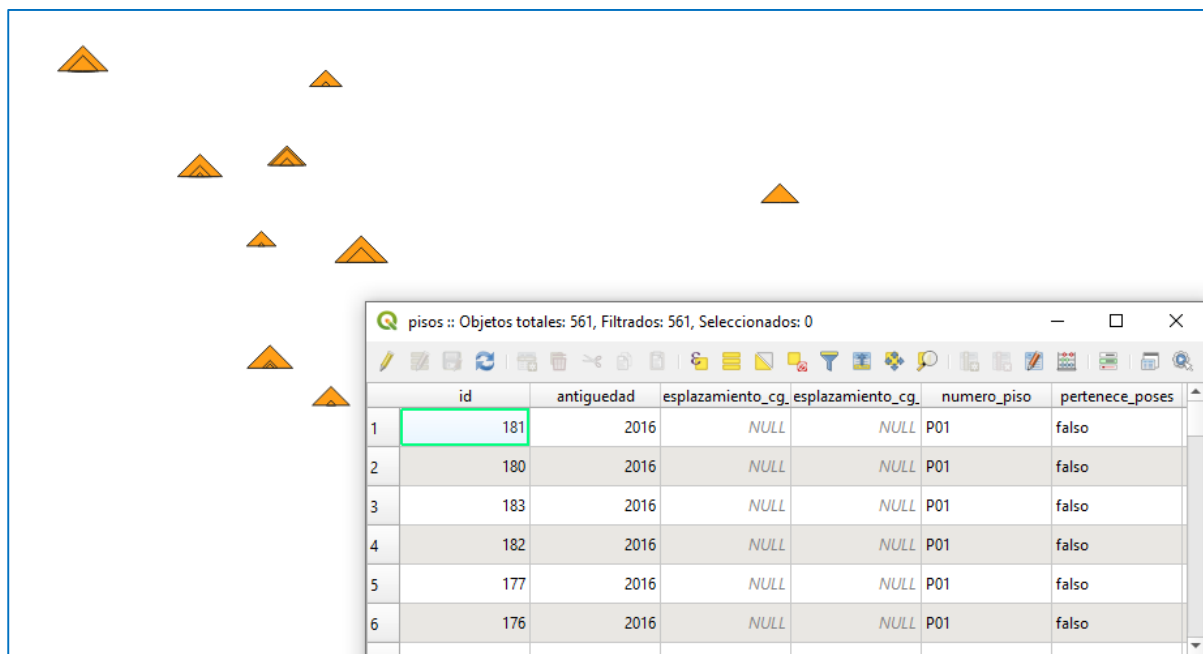 pisos :: Objetos totales: 561, Filtrados: 561, Seleccionados: 0
id antiguedad esplazamiento_cg_ esplazamiento_cg_ numero_piso pertenece_poses
1 181 2016 NULL NULL P01 falso
2 180 2016 NULL NULL P01 falso
3 183 2016 NULL NULL P01 falso
4 182 2016 NULL NULL P01 falso
5 177 2016 NULL NULL P01 falso
6 176 2016 NULL NULL P01 falso